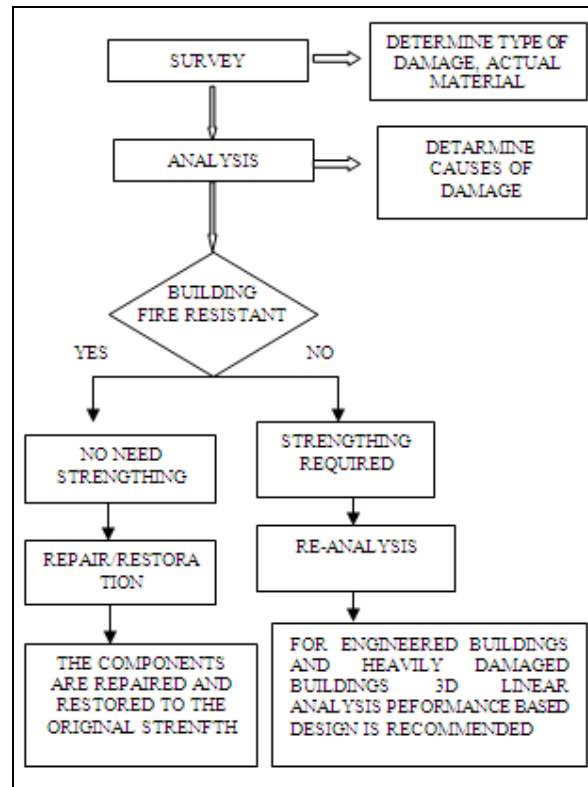 SURVEY
DETERMINE TYPE OF
DAMAGE, ACTUAL
MATERIAL
ANALYSIS
DETARMINE
CAUSES OF
DAMAGE
BUILDING
FIRE RESISTANT
YES
NO
NO NEED
STRENGTHING
STRENGTHING
REQUIRED
REPAIR/RESTORA
TION
RE-ANALYSIS
THE COMPONENTS
ARE REPAIRED AND
RESTORED TO THE
ORIGINAL STRENFTH
FOR ENGINEERED BUILDINGS
AND HEAVILY DAMAGED
BUILDINGS 3D LINEAR
ANALYSIS PEFORMANCE BASED
DESIGN IS RECOMMENDED